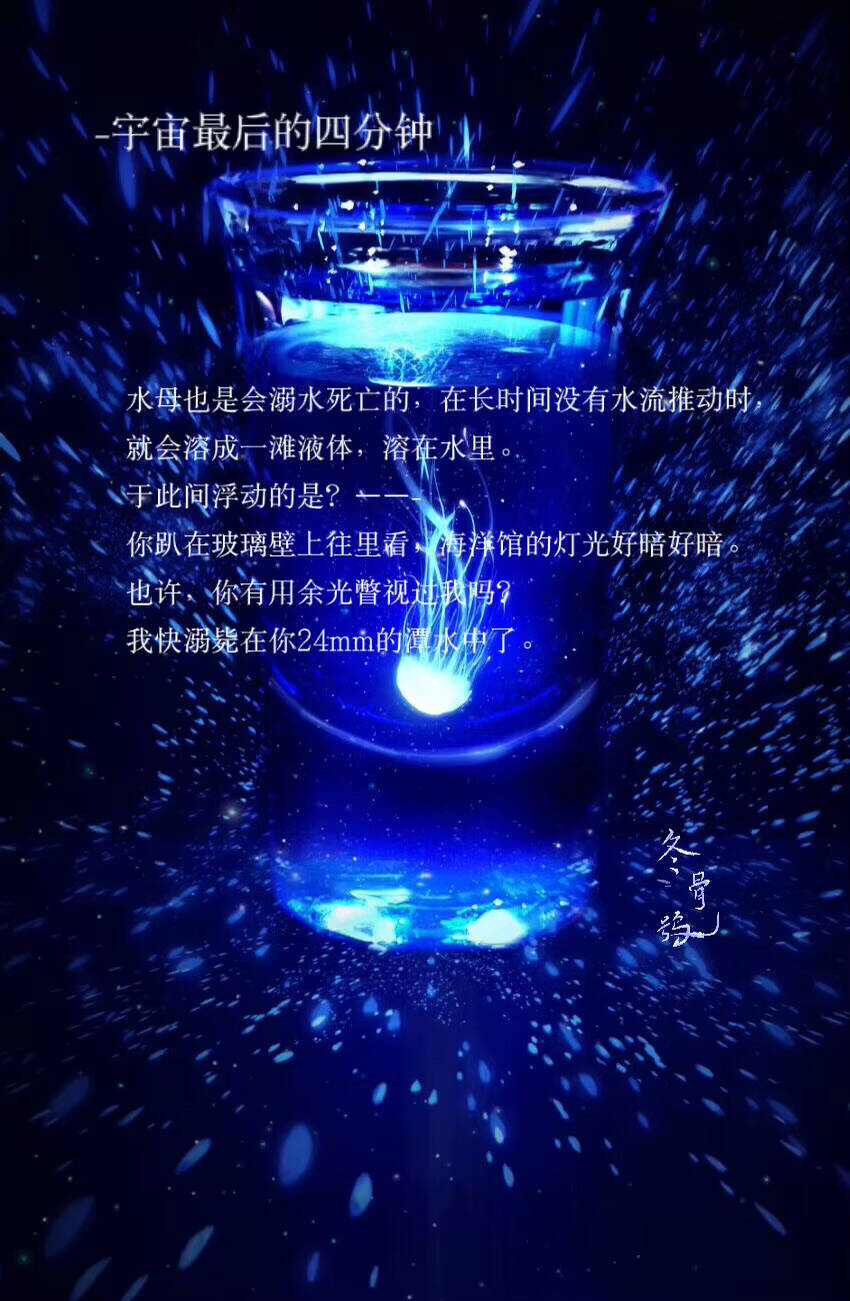 -宇宙最后的四分钟
水母也是会溺水死亡的，在长时间没有水流推动时，
就会溶成一滩液体，溶在水里。
于此间浮动的是？———
你趴在玻璃壁上往里看，海洋馆的灯光好暗好暗。
也许，你有用余光瞥视过我吗？
我快溺毙在你24mm的潭水中了。
冬骨鸮